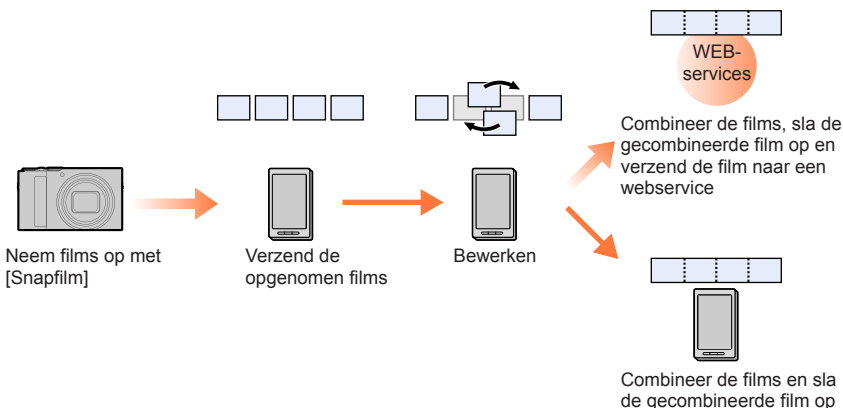 WEB-
services
Combineer de films, sla de
gecombineerde film op en
verzend de film naar een
webservice
Neem films op met
[Snapfilm]
Verzend de
opgenomen films
Bewerken
Combineer de films en sla
de gecombineerde film op